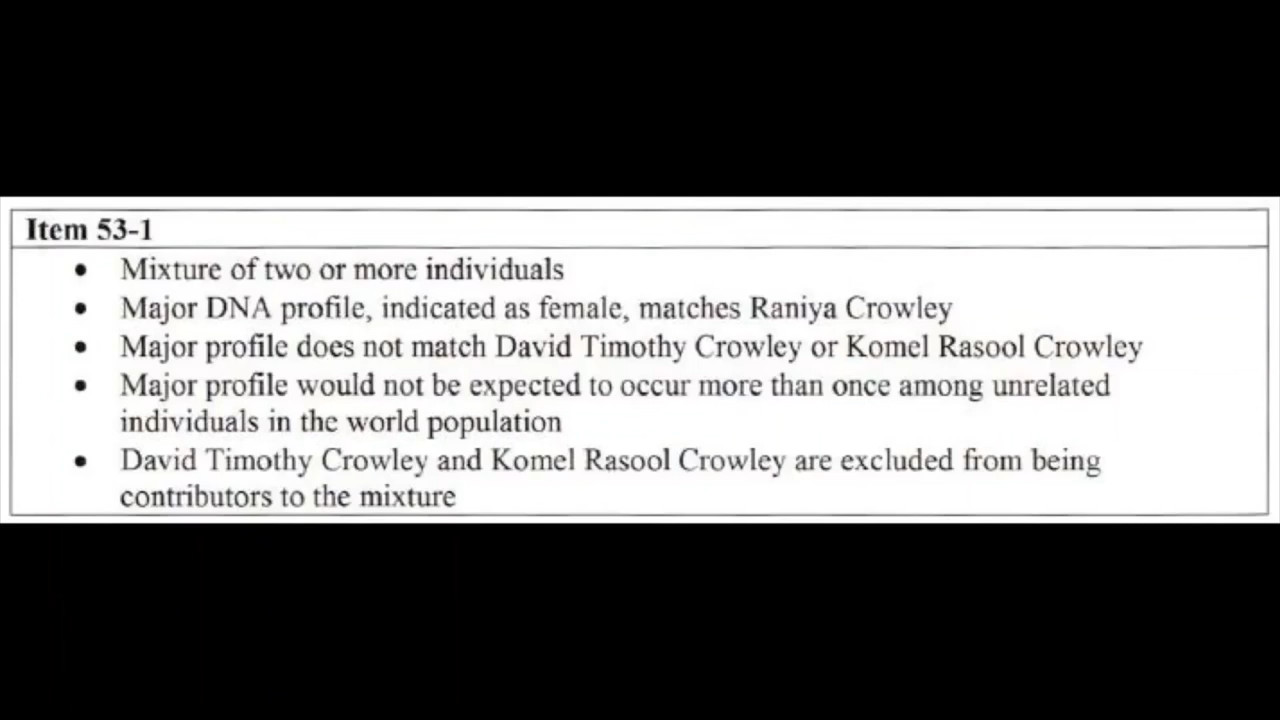 Item 53-1
• Mixture of two or more individuals
• Major DNA profile, indicated as female, matches Raniya Crowley
• Major profile does not match David Timothy Crowley or Komel Rasool Crowley
• Major profile would not be expected to occur more than once among unrelated
individuals in the world population
• David Timothy Crowley and Komel Rasool Crowley are excluded from being
contributors to the mixture